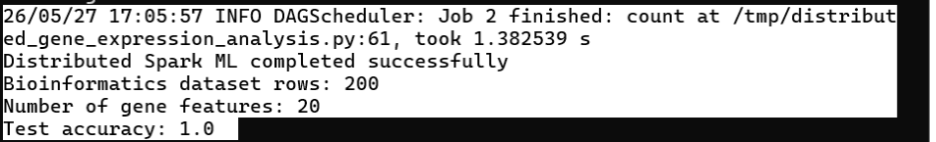 26/05/27 17:05:57 INFO DAGScheduler: Job 2 finished: count at /tmp/distribut
ed_gene_expression_analysis.py:61, took 1.382539 s
Distributed Spark ML completed successfully
Bioinformatics dataset rows: 200
Number of gene features: 20
Test accuracy: 1.0